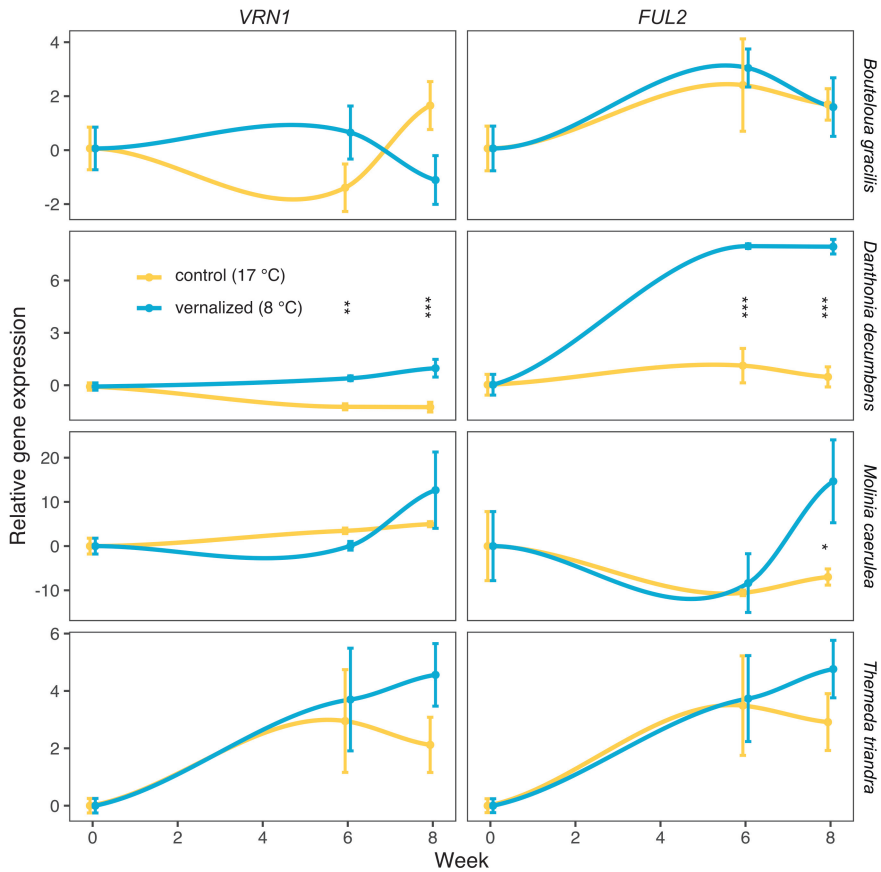 VRN1 FUL2
4
2
0
-2
Bouteloua gracilis
control (17 °C)
vernalized (8 °C)
** *** *** ***
6
3
0
Danthonia decumbens
Relative gene expression
20
10
0
-10
*
Molinia caerulea
6
4
2
0
Themeda triandra
0 2 4 6 8 0 2 4 6 8
Week